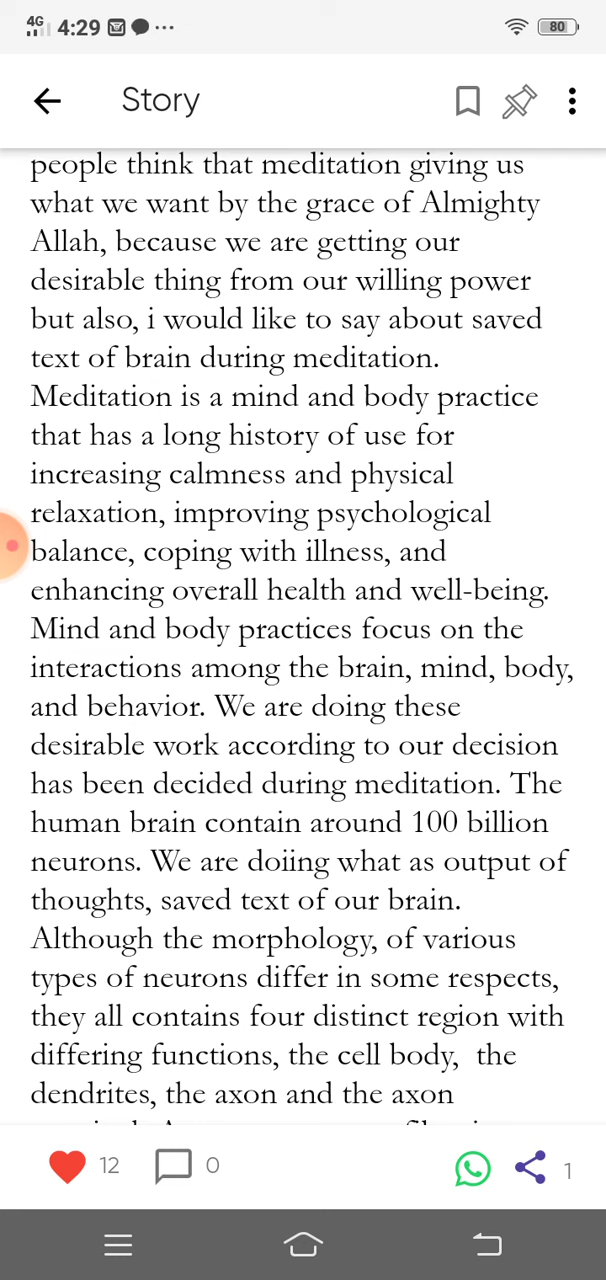 4G 4:29 ... 80
Story
people think that meditation giving us
what we want by the grace of Almighty
Allah, because we are getting our
desirable thing from our willing power
but also, i would like to say about saved
text of brain during meditation.
Meditation is a mind and body practice
that has a long history of use for
increasing calmness and physical
relaxation, improving psychological
balance, coping with illness, and
enhancing overall health and well-being.
Mind and body practices focus on the
interactions among the brain, mind, body,
and behavior. We are doing these
desirable work according to our decision
has been decided during meditation. The
human brain contain around 100 billion
neurons. We are doiing what as output of
thoughts, saved text of our brain.
Although the morphology, of various
types of neurons differ in some respects,
they all contains four distinct region with
differing functions, the cell body,  the
dendrites, the axon and the axon
12 0 1